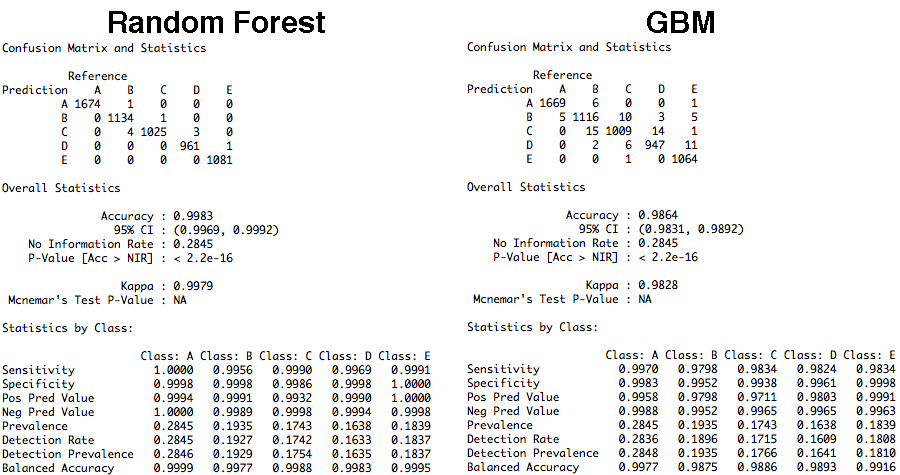 Random Forest
Confusion Matrix and Statistics
Reference
Prediction A B C D E
A 1674 1 0 0 0
B 0 1134 1 0 0
C 0 4 1025 3 0
D 0 0 0 961 1
E 0 0 0 0 1081
Overall Statistics
Accuracy : 0.9983
95% CI : (0.9969, 0.9992)
No Information Rate : 0.2845
P-Value [Acc > NIR] : < 2.2e-16
Kappa : 0.9979
Mcnemar's Test P-Value : NA
Statistics by Class:
Class: A Class: B Class: C Class: D Class: E
Sensitivity 1.0000 0.9956 0.9990 0.9969 0.9991
Specificity 0.9998 0.9998 0.9986 0.9998 1.0000
Pos Pred Value 0.9994 0.9991 0.9932 0.9990 1.0000
Neg Pred Value 1.0000 0.9989 0.9998 0.9994 0.9998
Prevalence 0.2845 0.1935 0.1743 0.1638 0.1839
Detection Rate 0.2845 0.1927 0.1742 0.1633 0.1837
Detection Prevalence 0.2846 0.1929 0.1754 0.1635 0.1837
Balanced Accuracy 0.9999 0.9977 0.9988 0.9983 0.9995
GBM
Confusion Matrix and Statistics
Reference
Prediction A B C D E
A 1669 6 0 0 1
B 5 1116 10 3 5
C 0 15 1009 14 1
D 0 2 6 947 11
E 0 0 1 0 1064
Overall Statistics
Accuracy : 0.9864
95% CI : (0.9831, 0.9892)
No Information Rate : 0.2845
P-Value [Acc > NIR] : < 2.2e-16
Kappa : 0.9828
Mcnemar's Test P-Value : NA
Statistics by Class:
Class: A Class: B Class: C Class: D Class: E
Sensitivity 0.9970 0.9798 0.9834 0.9824 0.9834
Specificity 0.9983 0.9952 0.9938 0.9961 0.9998
Pos Pred Value 0.9958 0.9798 0.9711 0.9803 0.9991
Neg Pred Value 0.9988 0.9952 0.9965 0.9965 0.9963
Prevalence 0.2845 0.1935 0.1743 0.1638 0.1839
Detection Rate 0.2836 0.1896 0.1715 0.1609 0.1808
Detection Prevalence 0.2848 0.1935 0.1766 0.1641 0.1810
Balanced Accuracy 0.9977 0.9875 0.9886 0.9893 0.9916